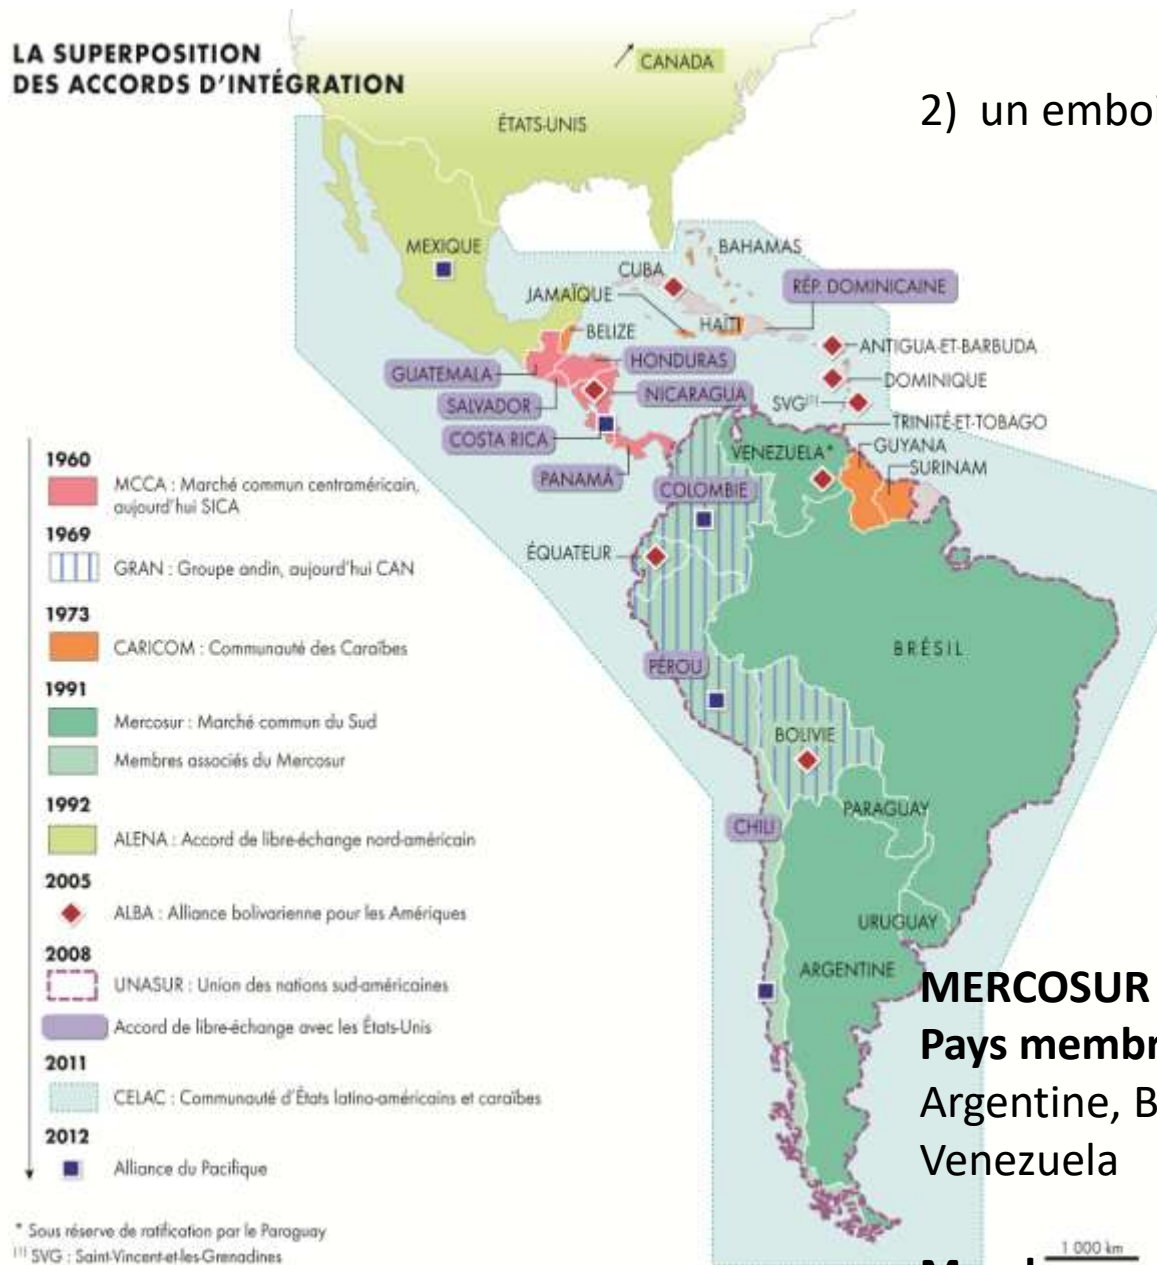 LA SUPERPOSITION
DES ACCORDS D'INTÉGRATION
CANADA
2) un emboi
ÉTATS-UNIS
MEXIQUE
BAHAMAS
CUBA
RÉP. DOMINICAINE
JAMAÏQUE
HAÏTI
BELIZE
ANTIGUA-ET-BARBUDA
HONDURAS
GUATEMALA
DOMINIQUE
NICARAGUA
SALVADOR
SVG[1]
TRINITÉ-ET-TOBAGO
COSTA RICA
GUYANA
VENEZUELA*
SURINAM
PANAMÁ
COLOMBIE
ÉQUATEUR
BRÉSIL
PÉROU
BOLIVIE
PARAGUAY
CHILI
URUGUAY
ARGENTINE
1960
MCCA : Marché commun centraméricain,
aujourd'hui SICA
1969
GRAN : Groupe andin, aujourd'hui CAN
1973
CARICOM : Communauté des Caraïbes
1991
Mercosur : Marché commun du Sud
Membres associés du Mercosur
1992
ALENA : Accord de libre-échange nord-américain
2005
ALBA : Alliance bolivarienne pour les Amériques
2008
UNASUR : Union des nations sud-américaines
Accord de libre-échange avec les États-Unis
2011
CELAC : Communauté d'États latino-américains et caraïbes
2012
Alliance du Pacifique
* Sous réserve de ratification par le Paraguay
[1] SVG : Saint-Vincent-et-les-Grenadines
MERCOSUR
Pays membr
Argentine, B
Venezuela
1 000 km